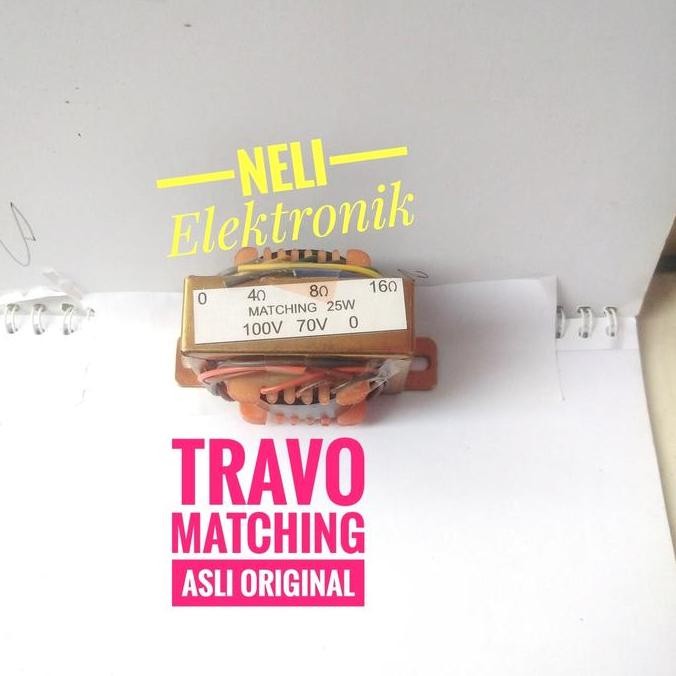 NELI
Elektronik
0 4Ω 8Ω 16Ω
MATCHING 25W
100V 70V 0
TRAVO
MATCHING
ASLI ORIGINAL